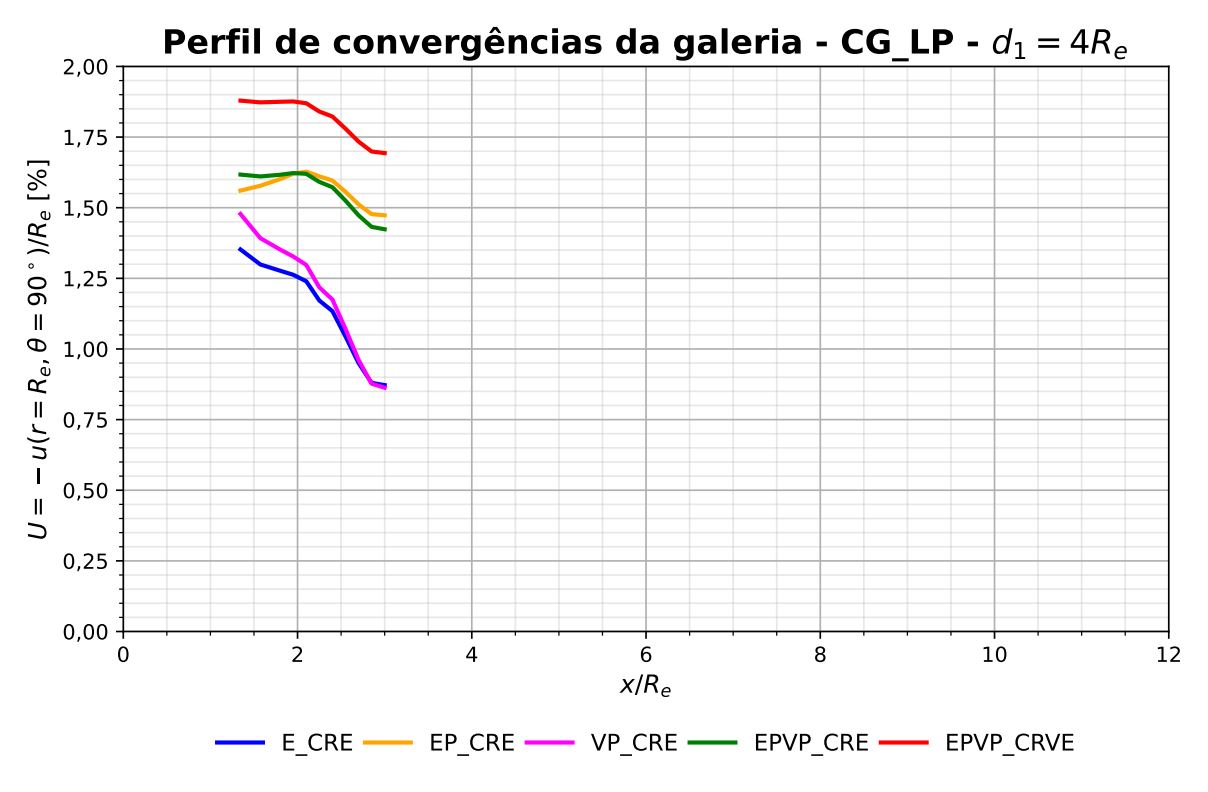 Perfil de convergências da galeria - CG_LP - d₁ = 4Rₑ
2,00
1,75
1,50
1,25
1,00
0,75
0,50
0,25
0,00
U = − u(r = Rₑ, θ = 90°)/Rₑ [%]
0 2 4 6 8 10 12
x/Rₑ
E_CRE EP_CRE VP_CRE EPVP_CRE EPVP_CRVE